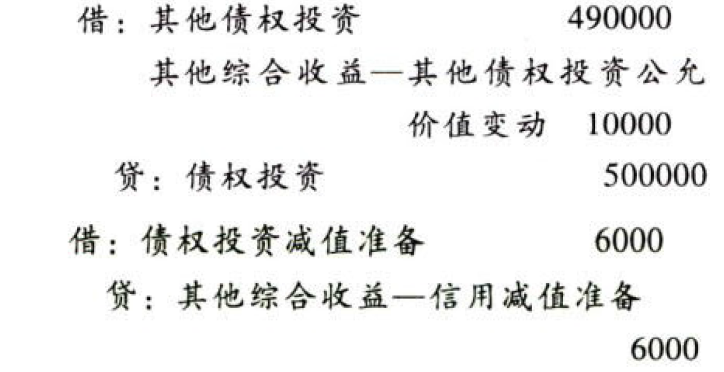 借：其他债权投资 490000
其他综合收益—其他债权投资公允
价值变动 10000
贷：债权投资 500000
借：债权投资减值准备 6000
贷：其他综合收益—信用减值准备
6000